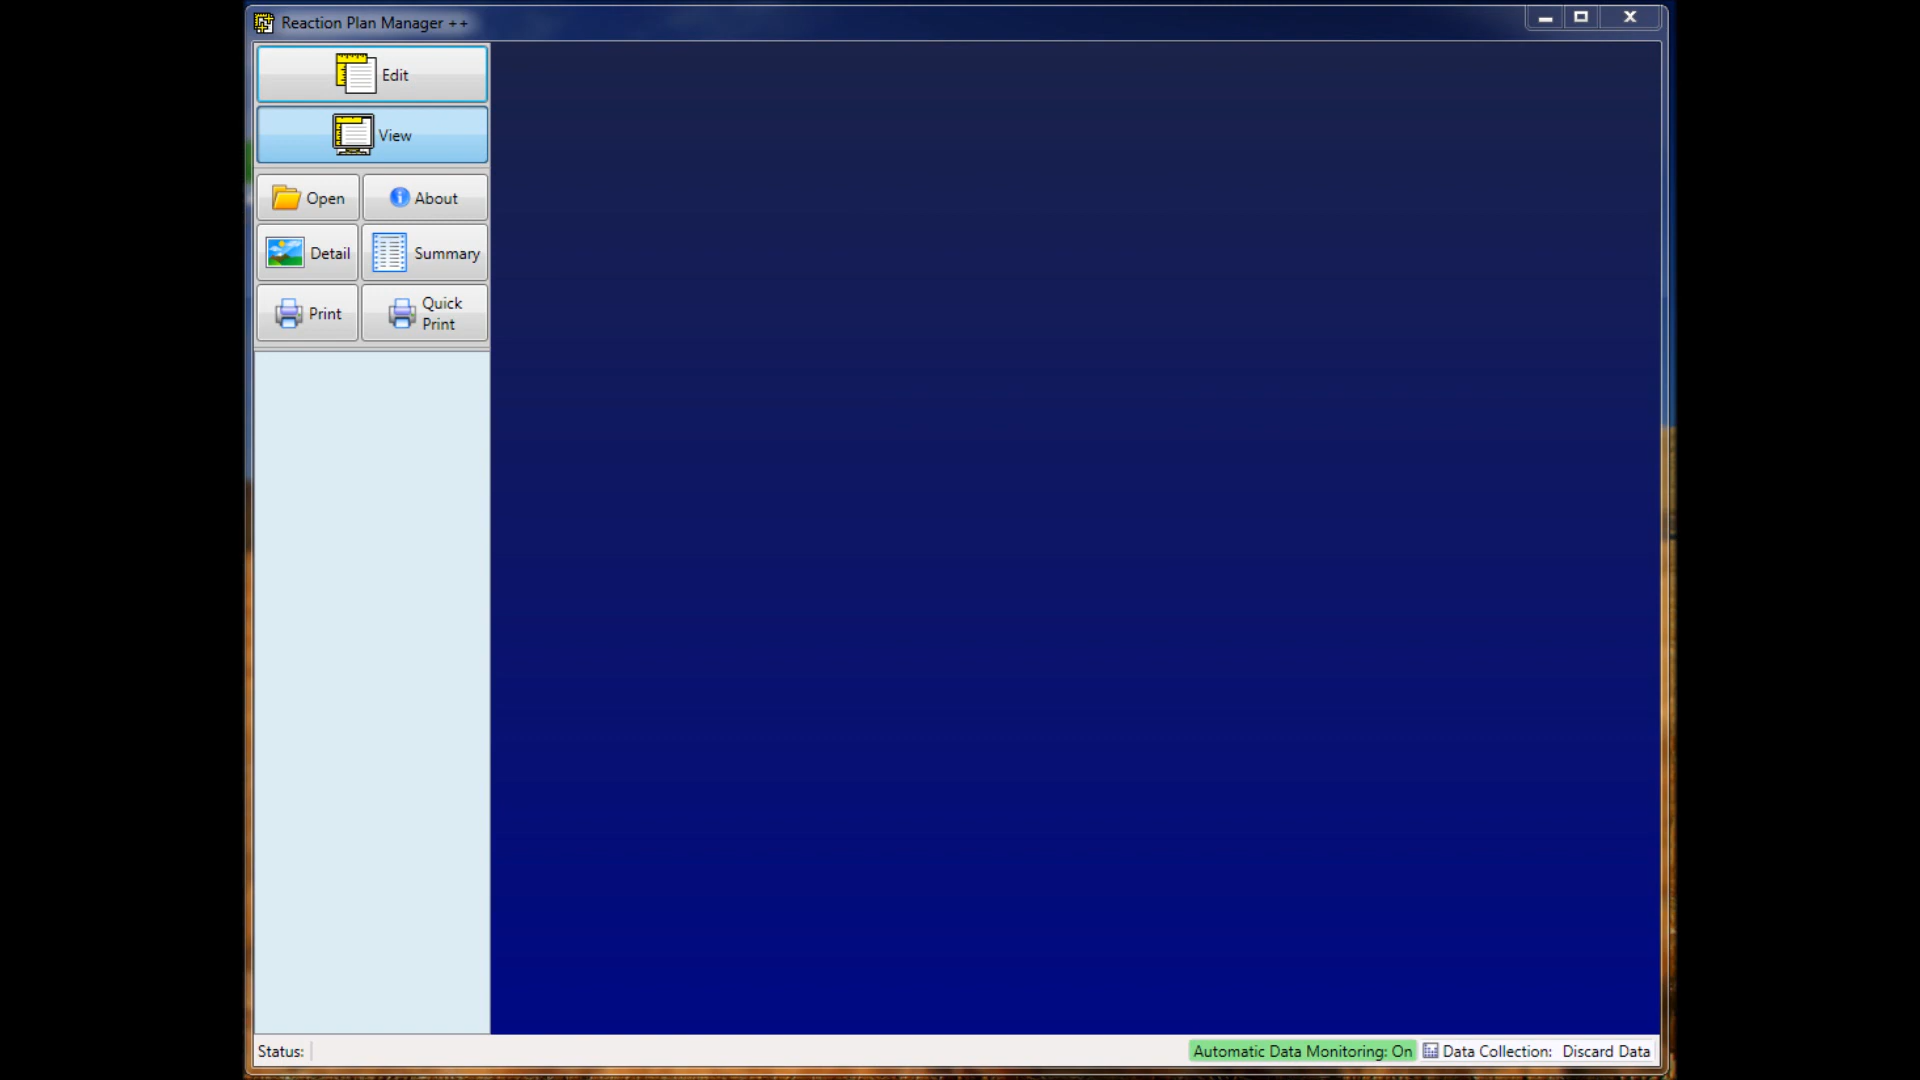 Reaction Plan Manager ++
Edit
View
Open
About
Detail
Summary
Print
Quick
Print
Status:
Automatic Data Monitoring: On
Data Collection:
Discard Data